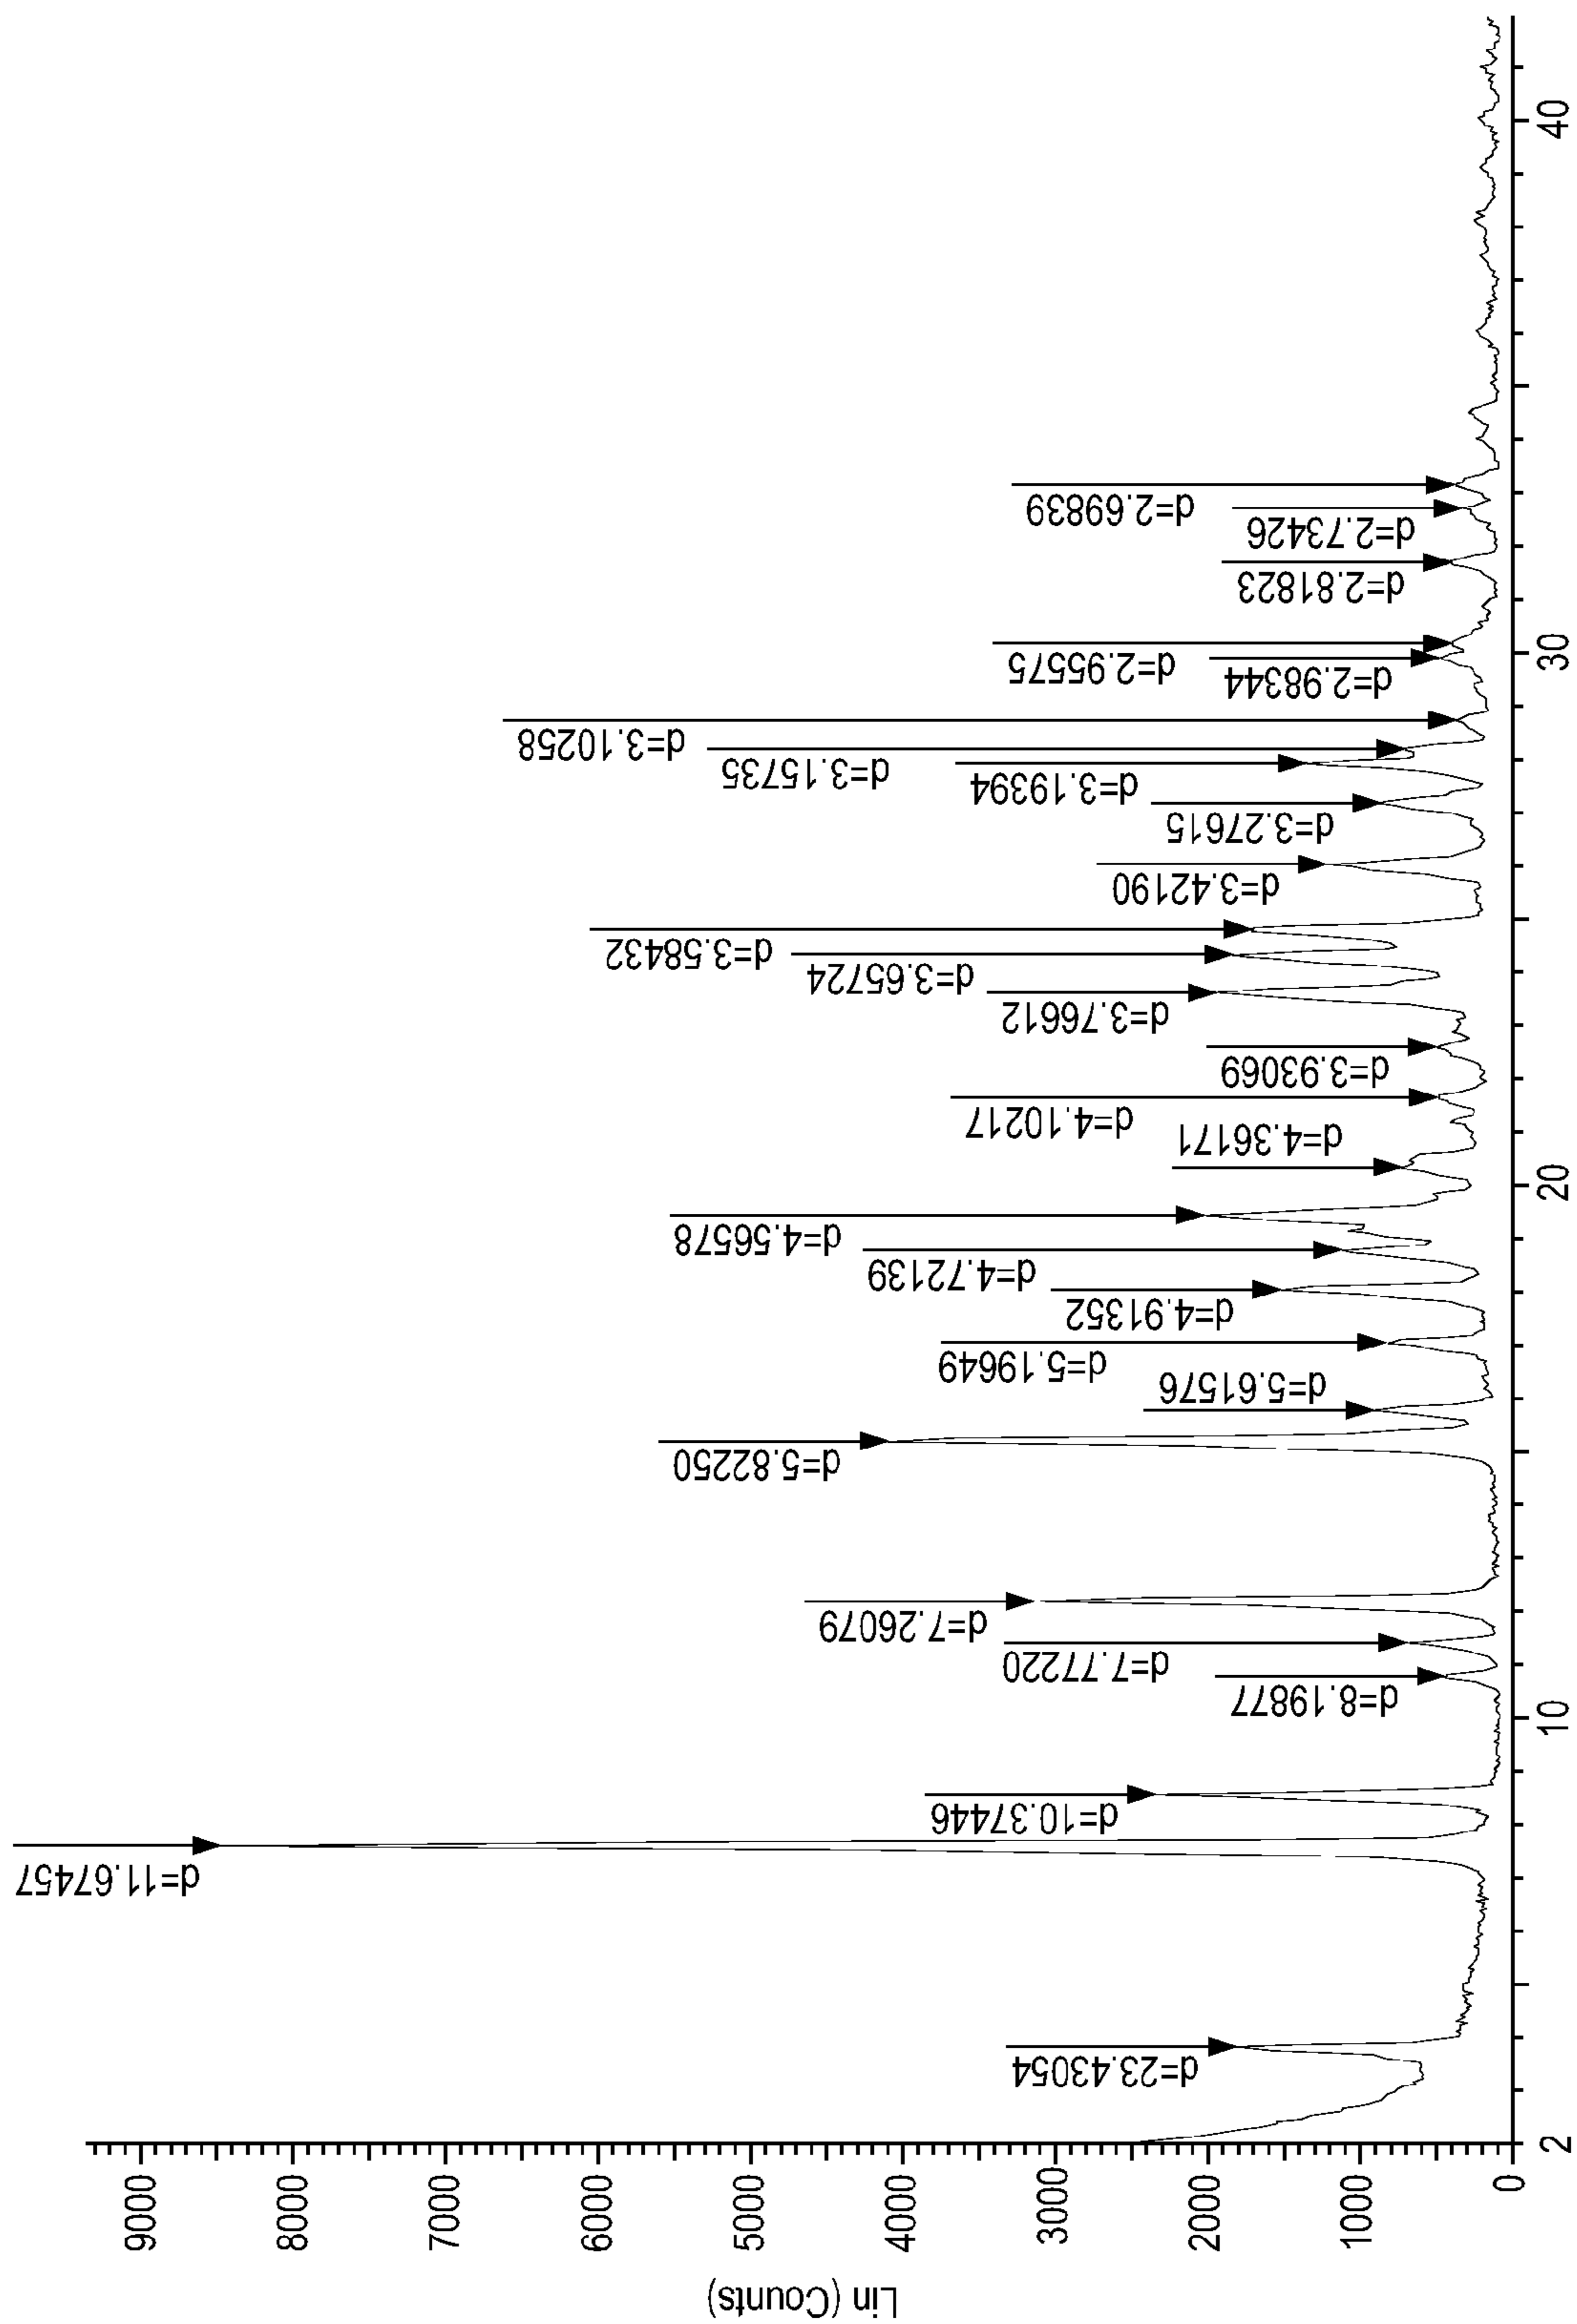 Lin (Counts)
9000
8000
7000
6000
5000
4000
3000
2000
1000
0
d=23.43054
d=11.67457
d=10.37446
d=8.19877
d=7.77220
d=7.26079
d=5.82250
d=5.61576
d=5.19649
d=4.91352
d=4.72139
d=4.56578
d=4.36171
d=4.10217
d=3.93069
d=3.76612
d=3.65724
d=3.58432
d=3.42190
d=3.27615
d=3.19394
d=3.15735
d=3.10258
d=2.98344
d=2.95575
d=2.81823
d=2.73426
d=2.69839
2
10
20
30
40